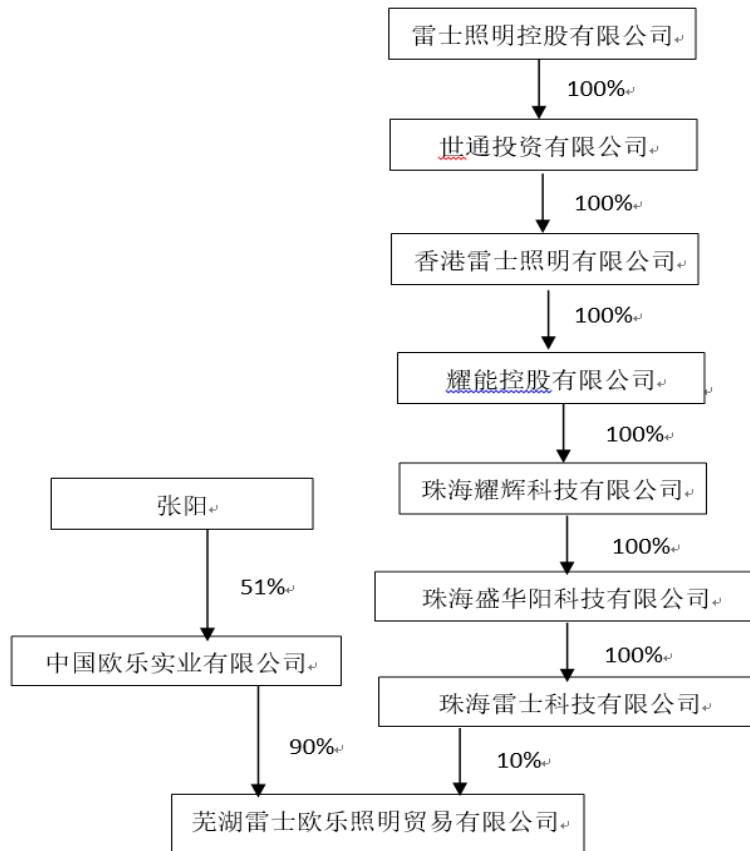 雷士照明控股有限公司
100%
世通投资有限公司
100%
香港雷士照明有限公司
100%
耀能控股有限公司
100%
珠海耀辉科技有限公司
张阳
100%
51%
珠海盛华阳科技有限公司
100%
中国欧乐实业有限公司
珠海雷士科技有限公司
90%
10%
芜湖雷士欧乐照明贸易有限公司